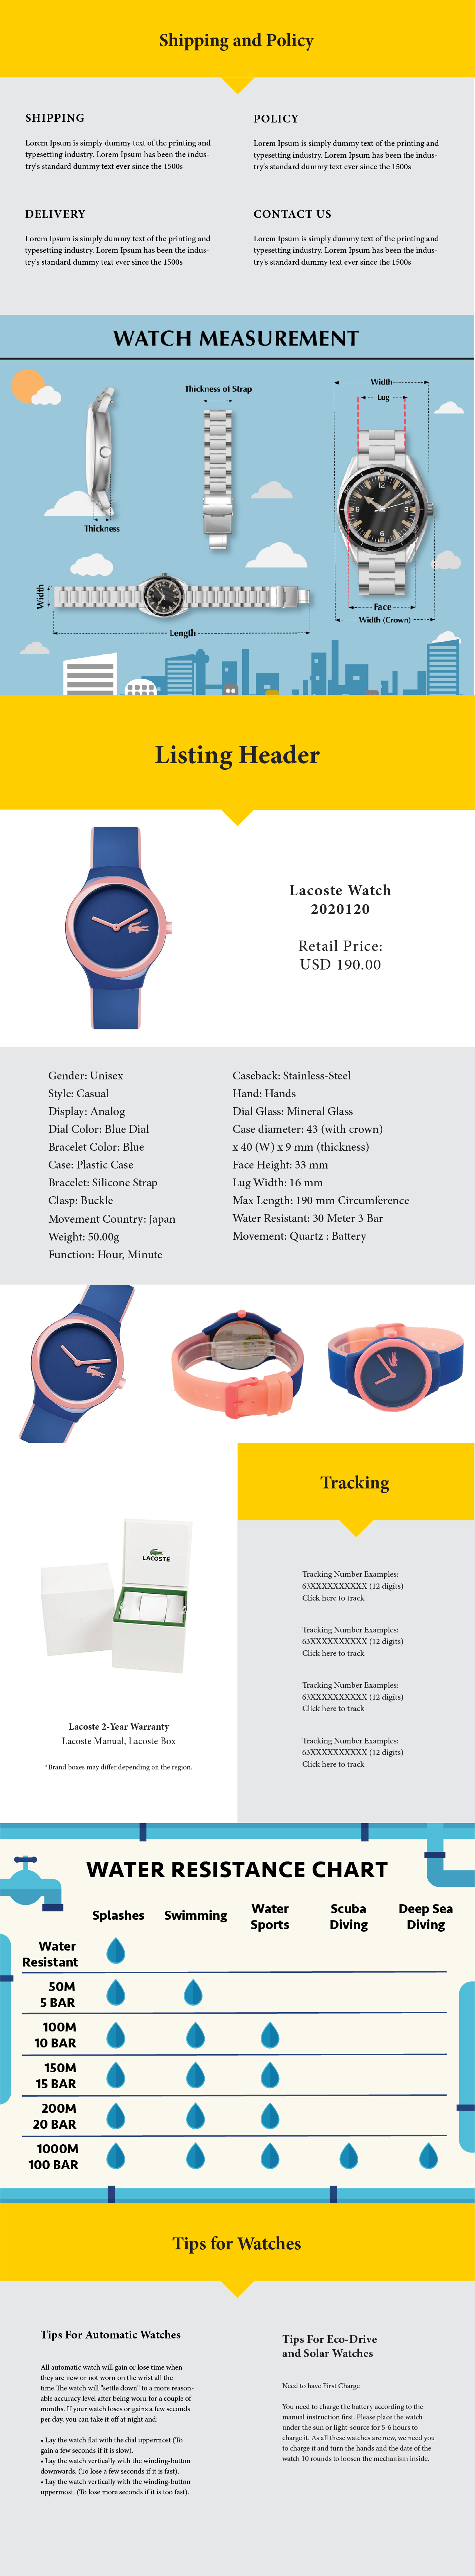 Shipping and Policy
SHIPPING
Lorem Ipsum is simply dummy text of the printing and
typesetting industry. Lorem Ipsum has been the indus-
try's standard dummy text ever since the 1500s
POLICY
Lorem Ipsum is simply dummy text of the printing and
typesetting industry. Lorem Ipsum has been the indus-
try's standard dummy text ever since the 1500s
DELIVERY
Lorem Ipsum is simply dummy text of the printing and
typesetting industry. Lorem Ipsum has been the indus-
try's standard dummy text ever since the 1500s
CONTACT US
Lorem Ipsum is simply dummy text of the printing and
typesetting industry. Lorem Ipsum has been the indus-
try's standard dummy text ever since the 1500s
WATCH MEASUREMENT
Thickness
Thickness of Strap
Width
Lug
12
9
3
Face
Width (Crown)
Width
Length
Listing Header
Lacoste Watch
2020120
Retail Price:
USD 190.00
Gender: Unisex
Style: Casual
Display: Analog
Dial Color: Blue Dial
Bracelet Color: Blue
Case: Plastic Case
Bracelet: Silicone Strap
Clasp: Buckle
Movement Country: Japan
Weight: 50.00g
Function: Hour, Minute
Caseback: Stainless-Steel
Hand: Hands
Dial Glass: Mineral Glass
Case diameter: 43 (with crown)
x 40 (W) x 9 mm (thickness)
Face Height: 33 mm
Lug Width: 16 mm
Max Length: 190 mm Circumference
Water Resistant: 30 Meter 3 Bar
Movement: Quartz : Battery
LACOSTE
Lacoste 2-Year Warranty
Lacoste Manual, Lacoste Box
*Brand boxes may differ depending on the region.
Tracking
Tracking Number Examples:
63XXXXXXXXXX (12 digits)
Click here to track
Tracking Number Examples:
63XXXXXXXXXX (12 digits)
Click here to track
Tracking Number Examples:
63XXXXXXXXXX (12 digits)
Click here to track
Tracking Number Examples:
63XXXXXXXXXX (12 digits)
Click here to track
WATER RESISTANCE CHART
Splashes
Swimming
Water
Sports
Scuba
Diving
Deep Sea
Diving
Water
Resistant
50M
5 BAR
100M
10 BAR
150M
15 BAR
200M
20 BAR
1000M
100 BAR
Tips for Watches
Tips For Automatic Watches
All automatic watch will gain or lose time when
they are new or not worn on the wrist all the
time.The watch will "settle down" to a more reason-
able accuracy level after being worn for a couple of
months. If your watch loses or gains a few seconds
per day, you can take it off at night and:
• Lay the watch flat with the dial uppermost (To
gain a few seconds if it is slow).
• Lay the watch vertically with the winding-button
downwards. (To lose a few seconds if it is fast).
• Lay the watch vertically with the winding-button
uppermost. (To lose more seconds if it is too fast).
Tips For Eco-Drive
and Solar Watches
Need to have First Charge
You need to charge the battery according to the
manual instruction first. Please place the watch
under the sun or light-source for 5-6 hours to
charge it. As all these watches are new, we need you
to charge it and turn the hands and the date of the
watch 10 rounds to loosen the mechanism inside.